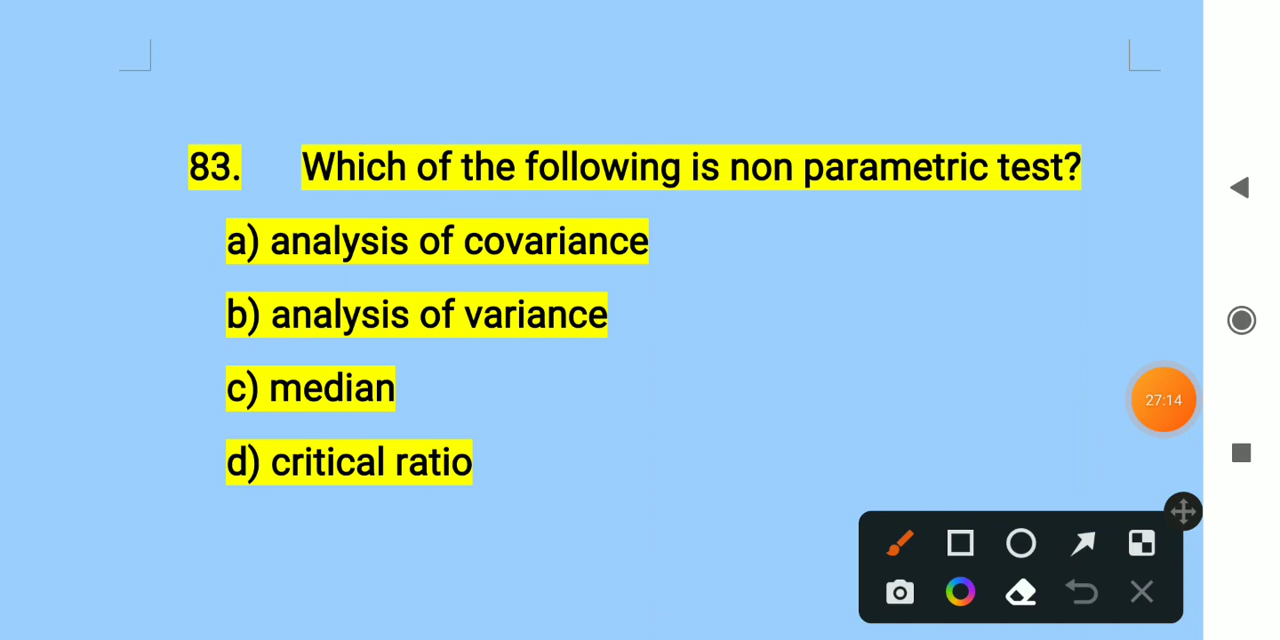 83. Which of the following is non parametric test?
a) analysis of covariance
b) analysis of variance
c) median
d) critical ratio
27:14